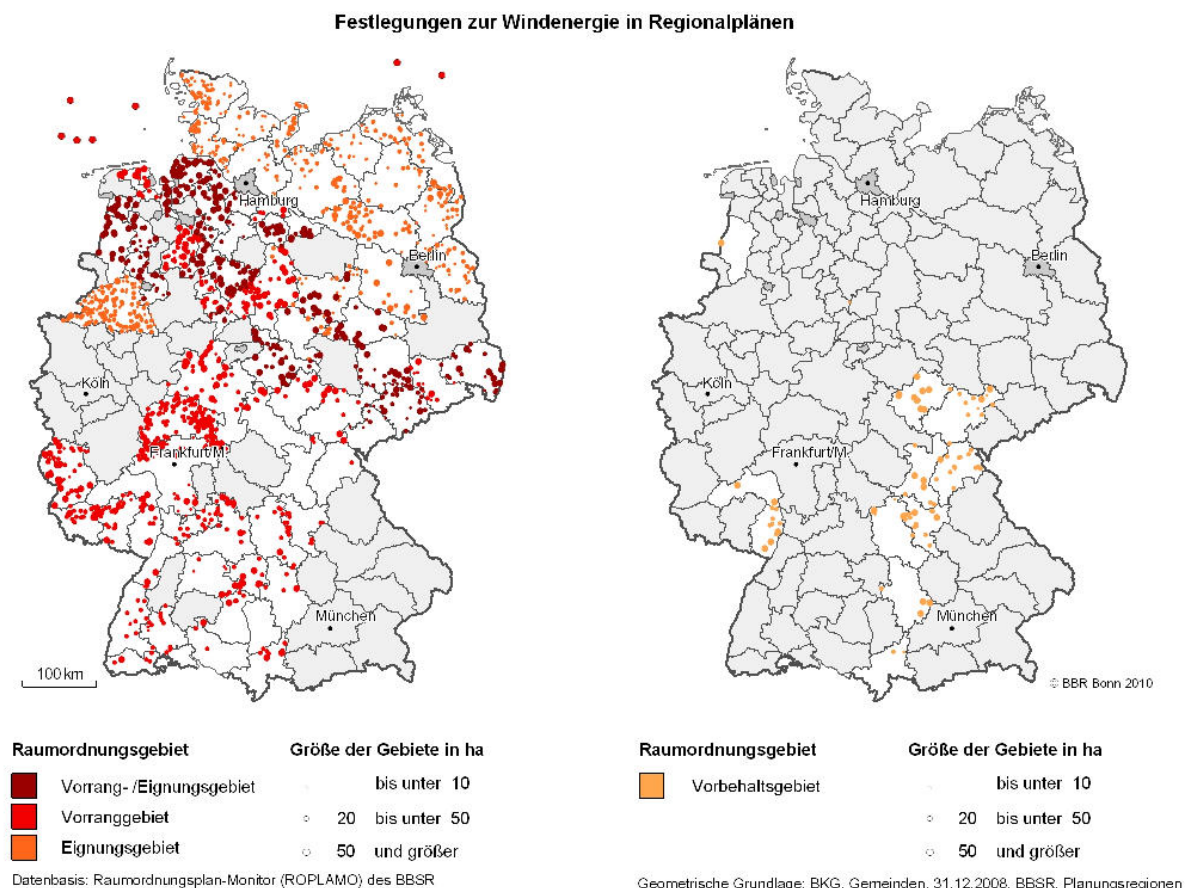 Festlegungen zur Windenergie in Regionalplänen
Hamburg
Berlin
Köln
Frankfurt/M.
München
100 km
Hamburg
Berlin
Köln
Frankfurt/M.
München
© BBR Bonn 2010
Raumordnungsgebiet
Vorrang- /Eignungsgebiet
Vorranggebiet
Eignungsgebiet
Größe der Gebiete in ha
bis unter 10
20 bis unter 50
50 und größer
Datenbasis: Raumordnungsplan-Monitor (ROPLAMO) des BBSR
Raumordnungsgebiet
Vorbehaltsgebiet
Größe der Gebiete in ha
bis unter 10
20 bis unter 50
50 und größer
Geometrische Grundlage: BKG, Gemeinden, 31.12.2008, BBSR, Planungsregionen